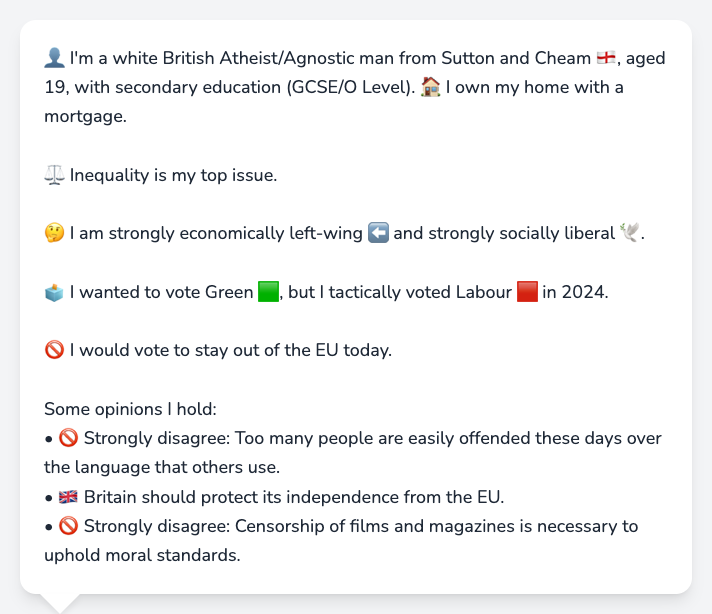 👤 I'm a white British Atheist/Agnostic man from Sutton and Cheam 🏴󠁧󠁢󠁥󠁮󠁧󠁿, aged
19, with secondary education (GCSE/O Level). 🏠 I own my home with a
mortgage.
⚖️ Inequality is my top issue.
🤔 I am strongly economically left-wing ⬅️ and strongly socially liberal 🕊️.
🗳️ I wanted to vote Green 🟩, but I tactically voted Labour 🟥 in 2024.
🚫 I would vote to stay out of the EU today.
Some opinions I hold:
• 🚫 Strongly disagree: Too many people are easily offended these days over
the language that others use.
• 🇬🇧 Britain should protect its independence from the EU.
• 🚫 Strongly disagree: Censorship of films and magazines is necessary to
uphold moral standards.